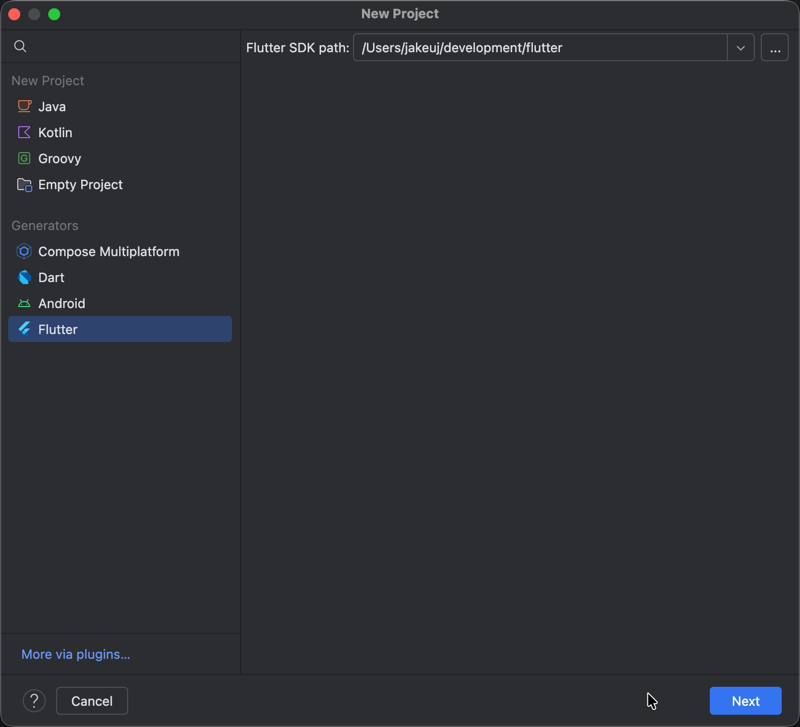 New Project
Flutter SDK path: /Users/jakeuj/development/flutter ...
New Project
Java
Kotlin
G Groovy
Empty Project
Generators
Compose Multiplatform
Dart
Android
Flutter
More via plugins...
? Cancel Next